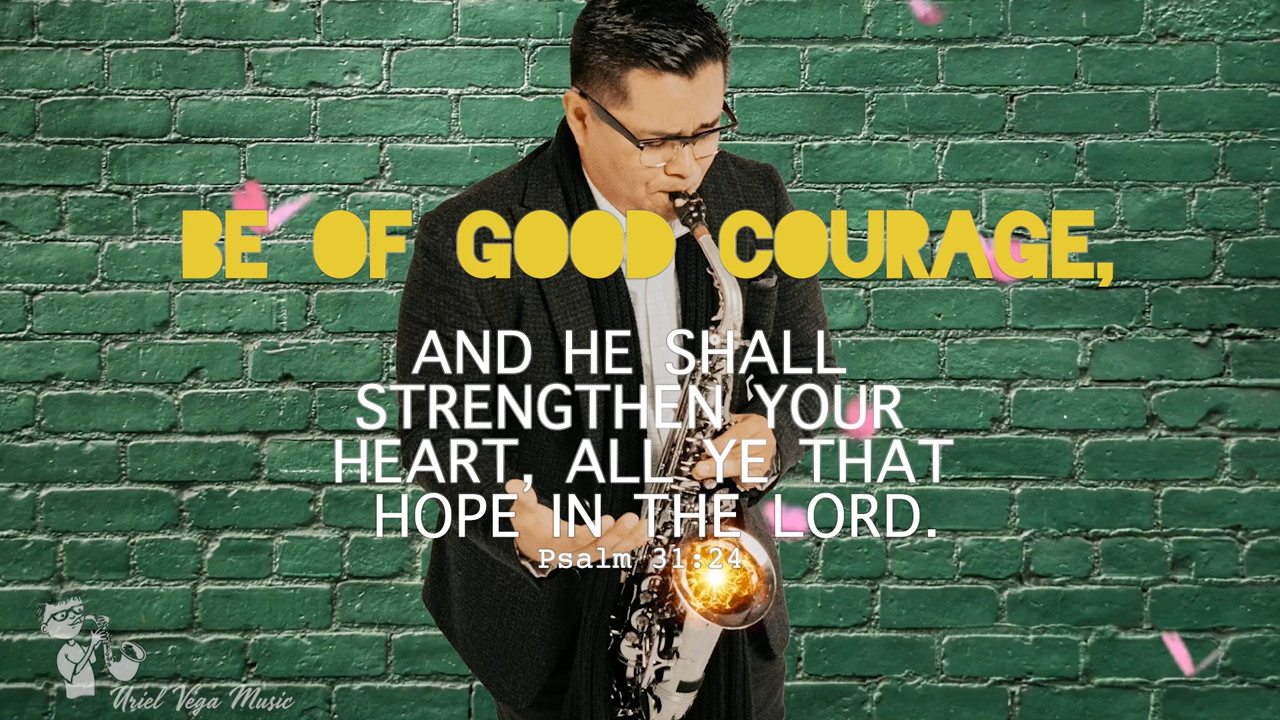 BE OF GOOD COURAGE,
AND HE SHALL
STRENGTHEN YOUR
HEART, ALL YE THAT
HOPE IN THE LORD.
Psalm 31:24
Uriel Vega Music